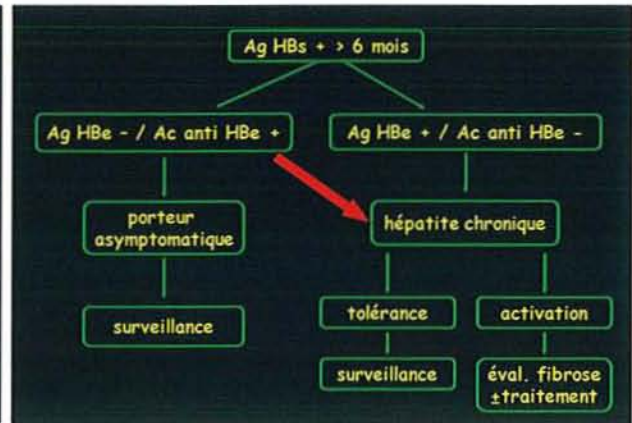 Ag HBs + > 6 mois
Ag HBe - / Ac anti HBe +
Ag HBe + / Ac anti HBe -
porteur
asymptomatique
hépatite chronique
surveillance
tolérance
activation
surveillance
éval. fibrose
±traitement